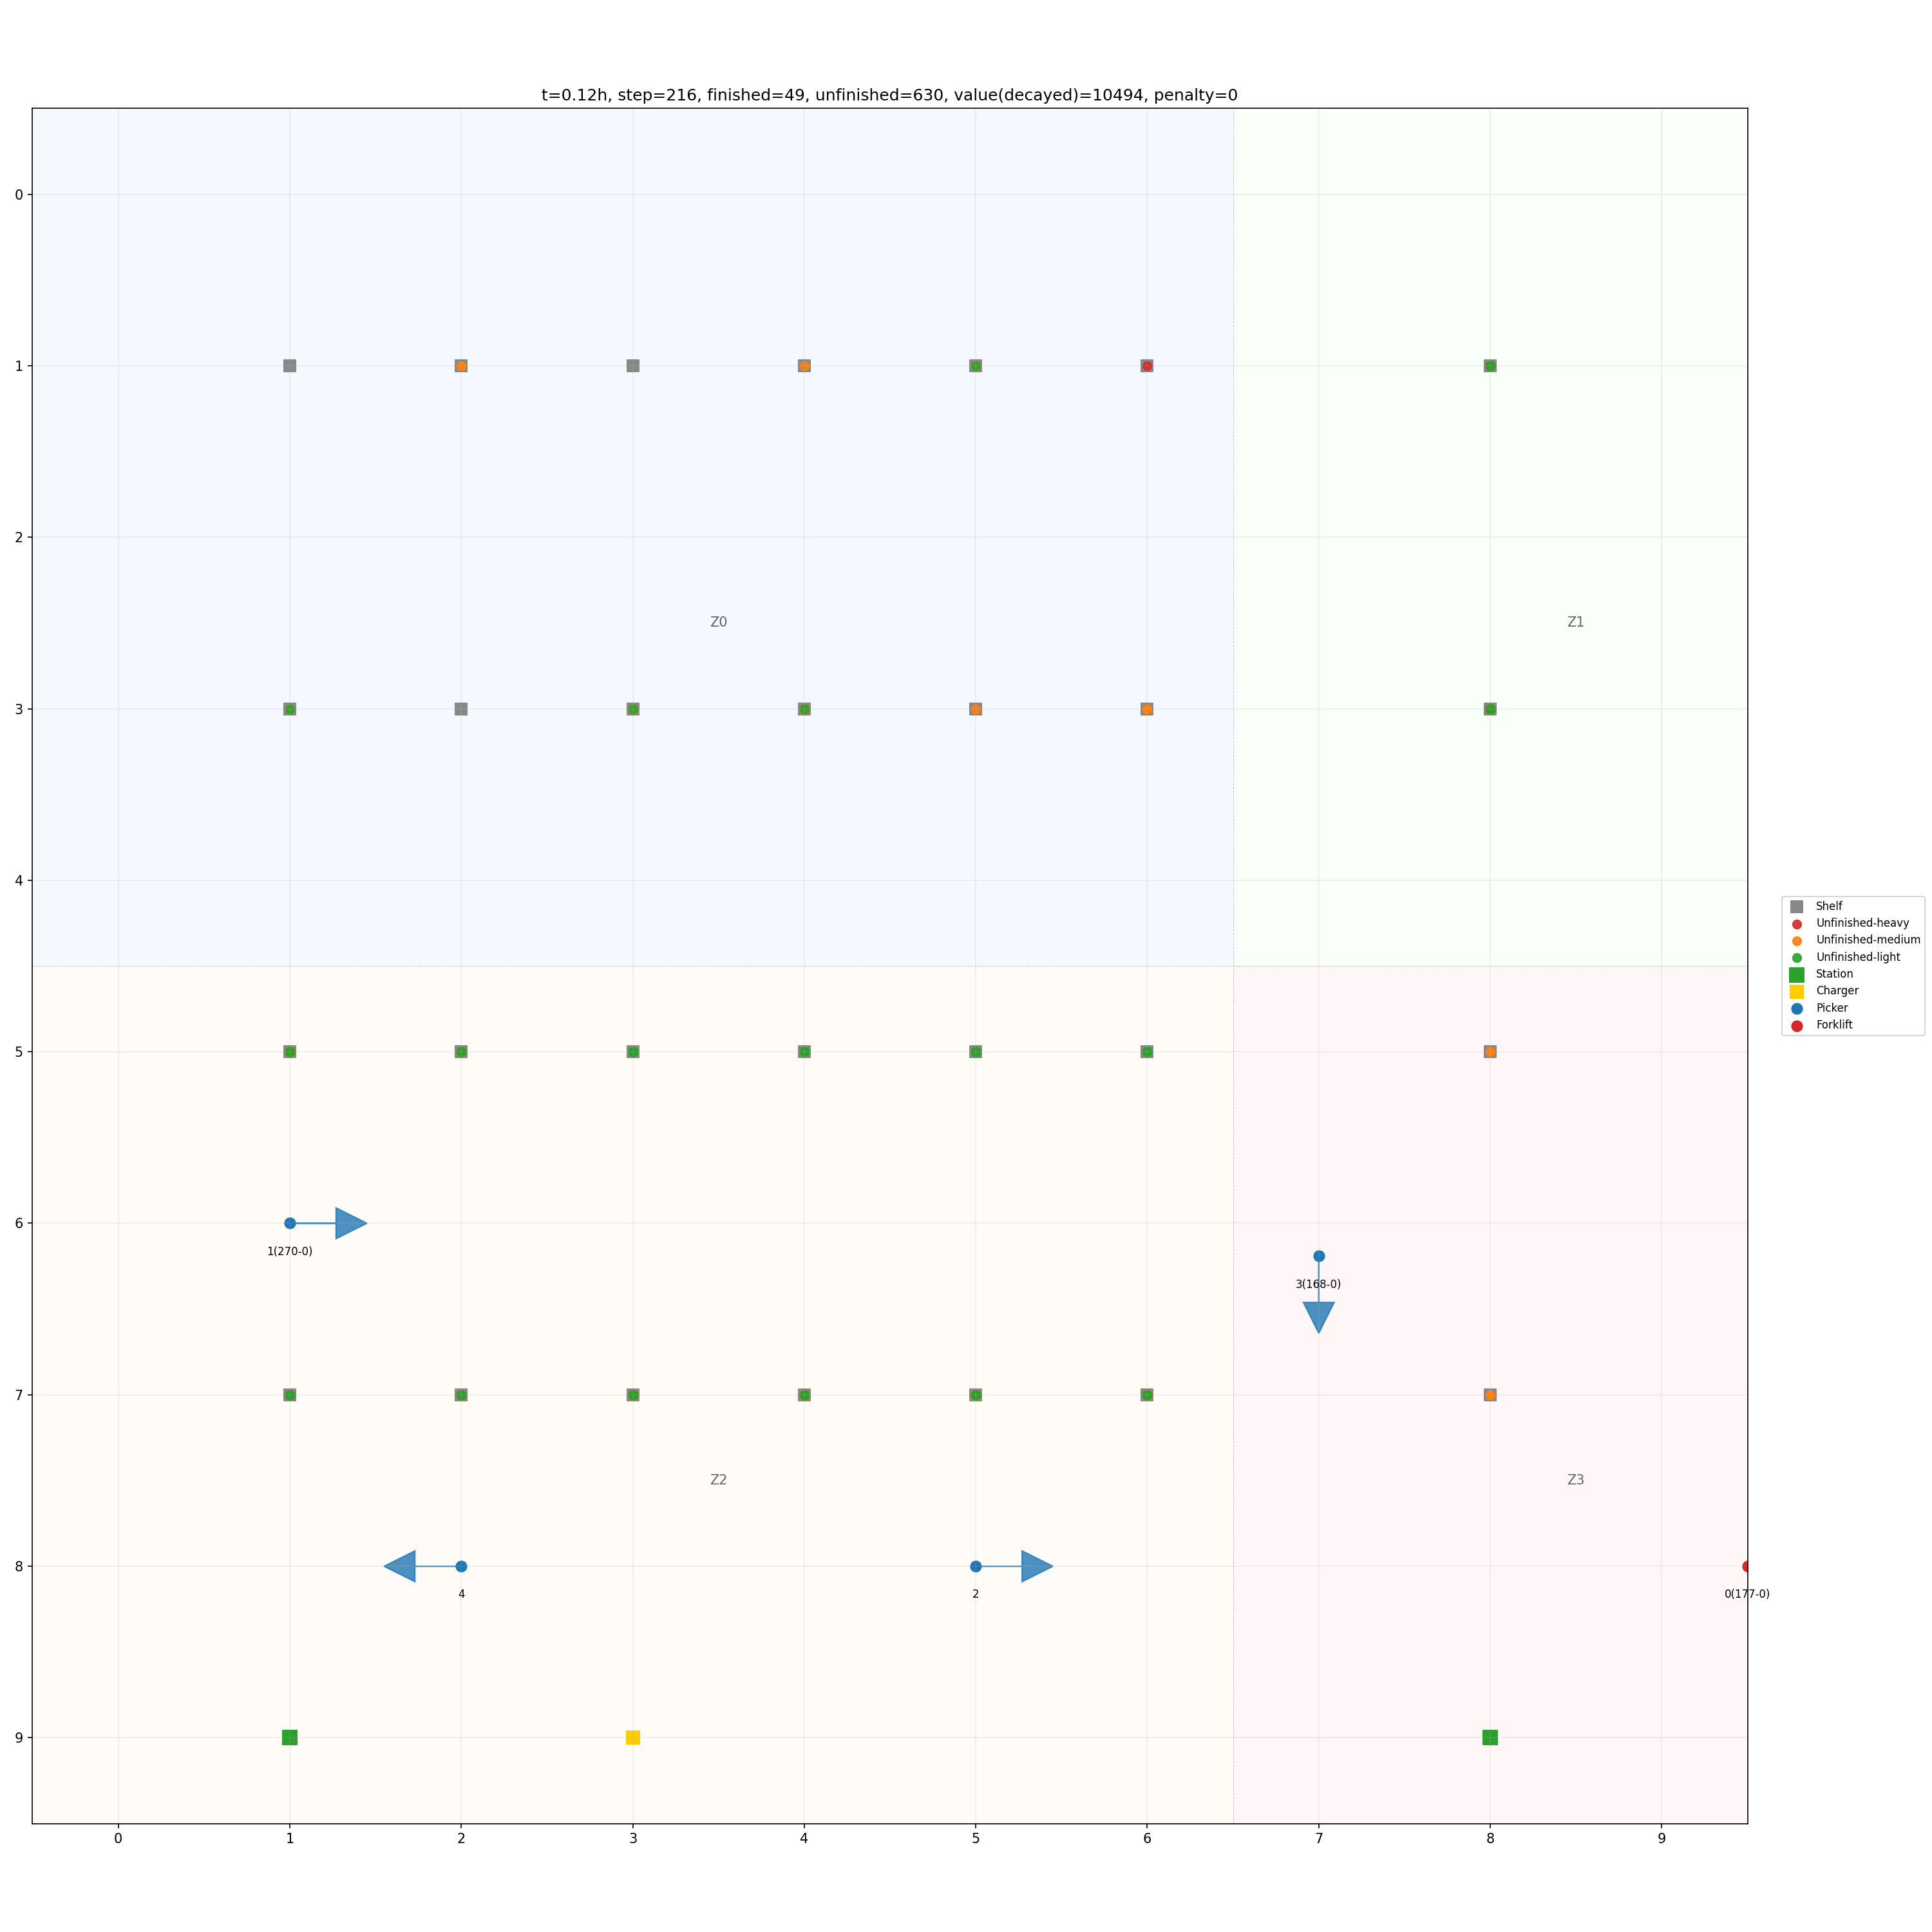 t=0.12h, step=216, finished=49, unfinished=630, value(decayed)=10494, penalty=0
0
1
2
Z0
Z1
3
4
Shelf
Unfinished-heavy
Unfinished-medium
Unfinished-light
Station
Charger
Picker
Forklift
5
6
1(270-0)
3(168-0)
7
Z2
Z3
8
4
2
0(177-0)
9
0 1 2 3 4 5 6 7 8 9